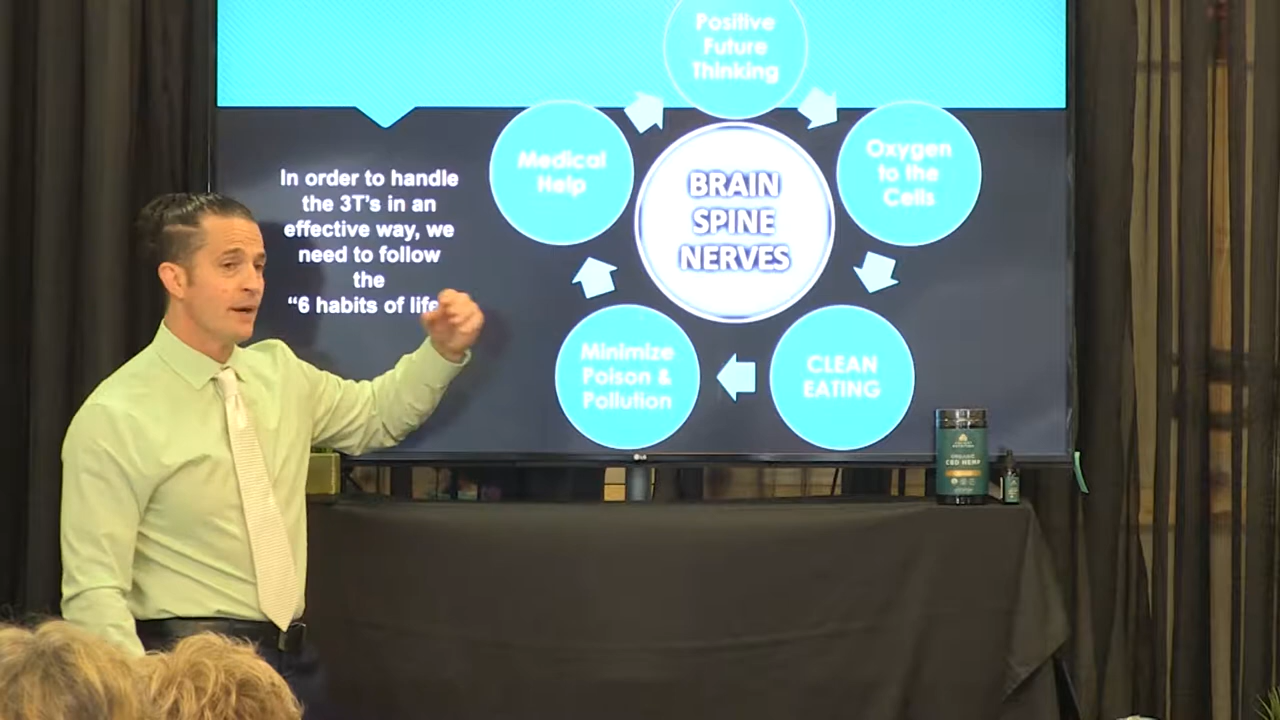 Positive
Future
Thinking
Medical
Help
Oxygen
to the
Cells
BRAIN
SPINE
NERVES
In order to handle
the 3T's in an
effective way, we
need to follow
the
“6 habits of life
Minimize
Poison &
Pollution
CLEAN
EATING
LG
ORGANIC
CBD HEMP